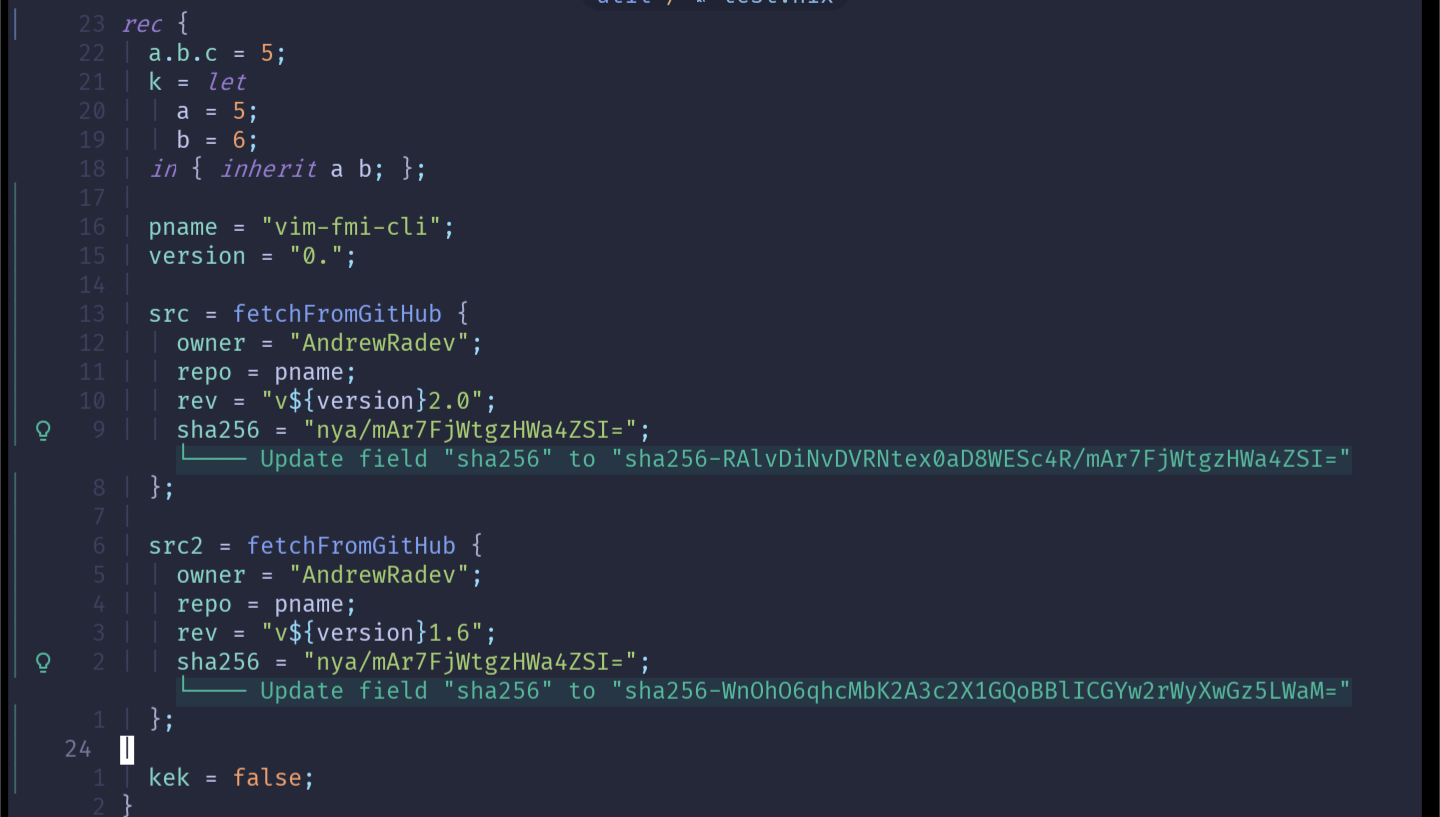 23 rec {
22 a.b.c = 5;
21 k = let
20 a = 5;
19 b = 6;
18 in { inherit a b; };
17
16 pname = "vim-fmi-cli";
15 version = "0.";
14
13 src = fetchFromGitHub {
12 owner = "AndrewRadev";
11 repo = pname;
10 rev = "v${version}2.0";
9 sha256 = "nya/mAr7FjWtgzHWa4ZSI=";
└──── Update field "sha256" to "sha256-RAlvDiNvDVRNtex0aD8WESc4R/mAr7FjWtgzHWa4ZSI="
8 };
7
6 src2 = fetchFromGitHub {
5 owner = "AndrewRadev";
4 repo = pname;
3 rev = "v${version}1.6";
2 sha256 = "nya/mAr7FjWtgzHWa4ZSI=";
└──── Update field "sha256" to "sha256-WnOhO6qhcMbK2A3c2X1GQoBBlICGYw2rWyXwGz5LWaM="
1 };
24
1 kek = false;
2 }